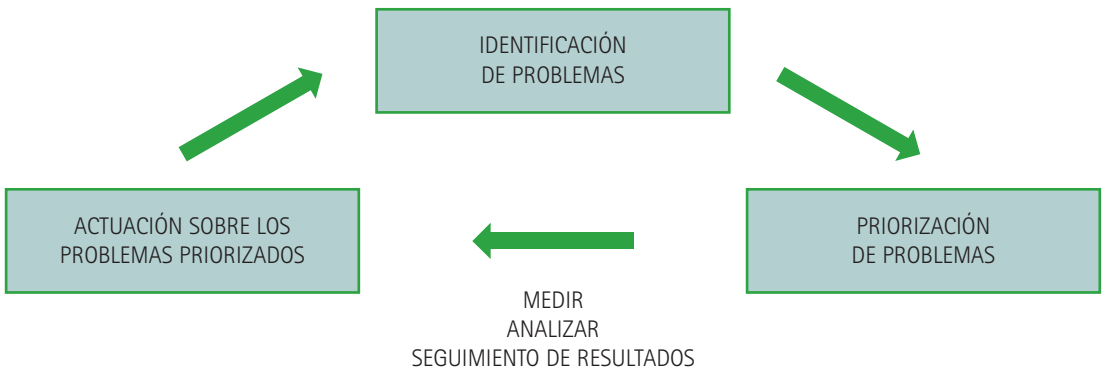 IDENTIFICACIÓN
DE PROBLEMAS
ACTUACIÓN SOBRE LOS
PROBLEMAS PRIORIZADOS
PRIORIZACIÓN
DE PROBLEMAS
MEDIR
ANALIZAR
SEGUIMIENTO DE RESULTADOS